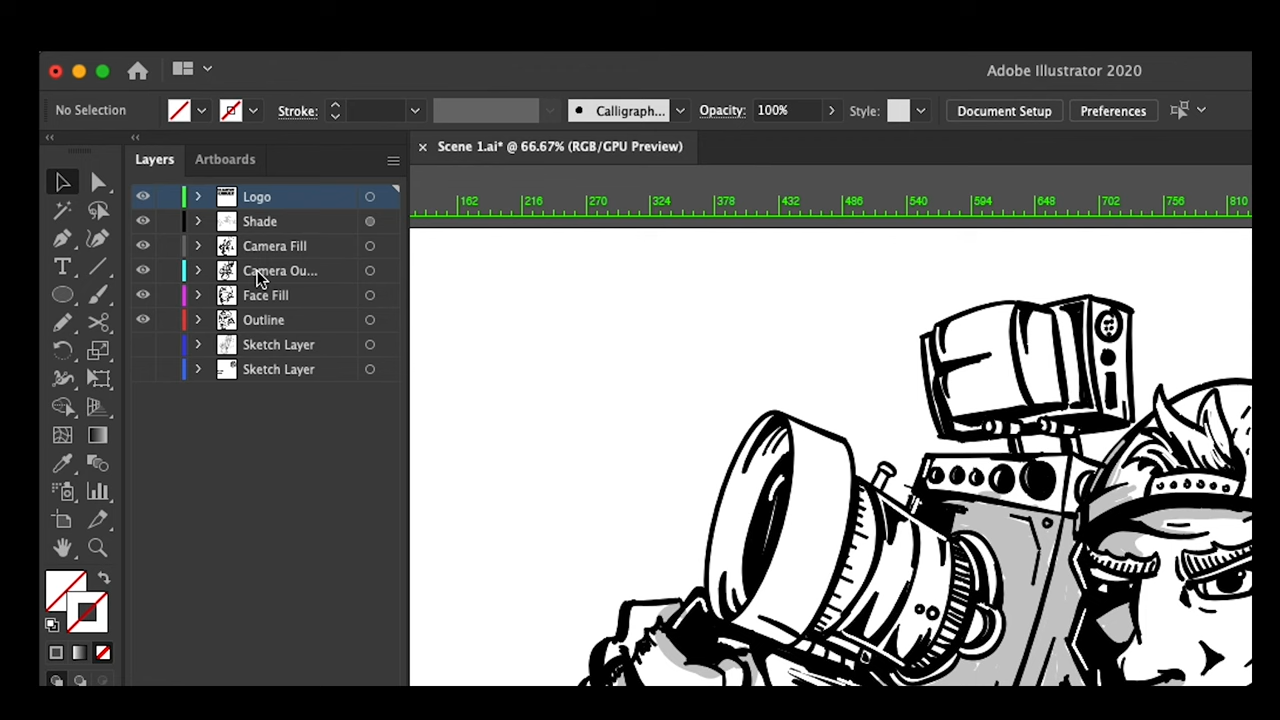 Adobe Illustrator 2020
No Selection
Stroke:
Calligraph...
Opacity:
100%
Style:
Document Setup
Preferences
Layers
Artboards
Scene 1.ai* @ 66.67% (RGB/GPU Preview)
162 216 270 324 378 432 486 540 594 648 702 756 810
Logo
Shade
Camera Fill
Camera Ou...
Face Fill
Outline
Sketch Layer
Sketch Layer